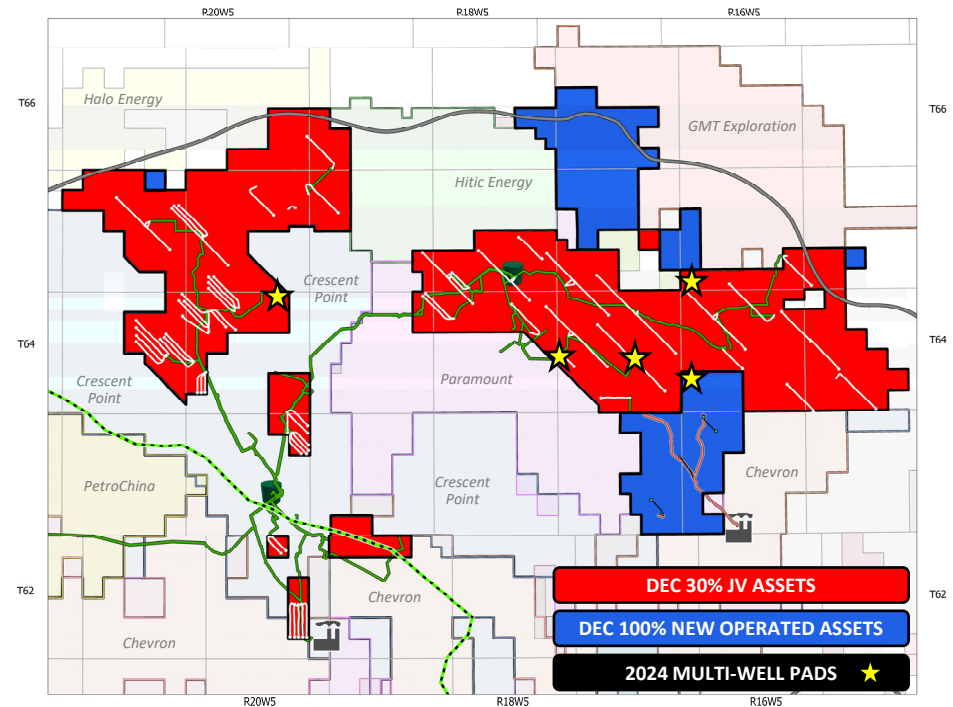 R20W5
R18W5
R16W5
T66
Halo Energy
T66
GMT Exploration
Hitic Energy
Crescent
Point
T64
T64
Crescent
Point
Paramount
PetroChina
Crescent
Point
Chevron
DEC 30% JV ASSETS
T62
Chevron
T62
DEC 100% NEW OPERATED ASSETS
Chevron
2024 MULTI-WELL PADS
R20W5
R18W5
R16W5